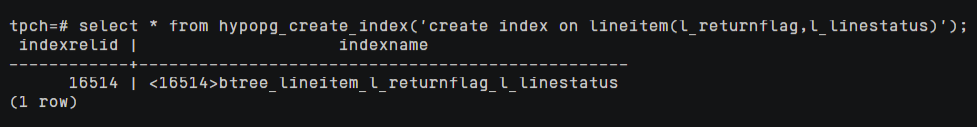 tpch=# select * from hypopg_create_index('create index on lineitem(l_returnflag,l_linestatus)');
 indexrelid |                    indexname
------------+-------------------------------------------------
      16514 | <16514>btree_lineitem_l_returnflag_l_linestatus
(1 row)